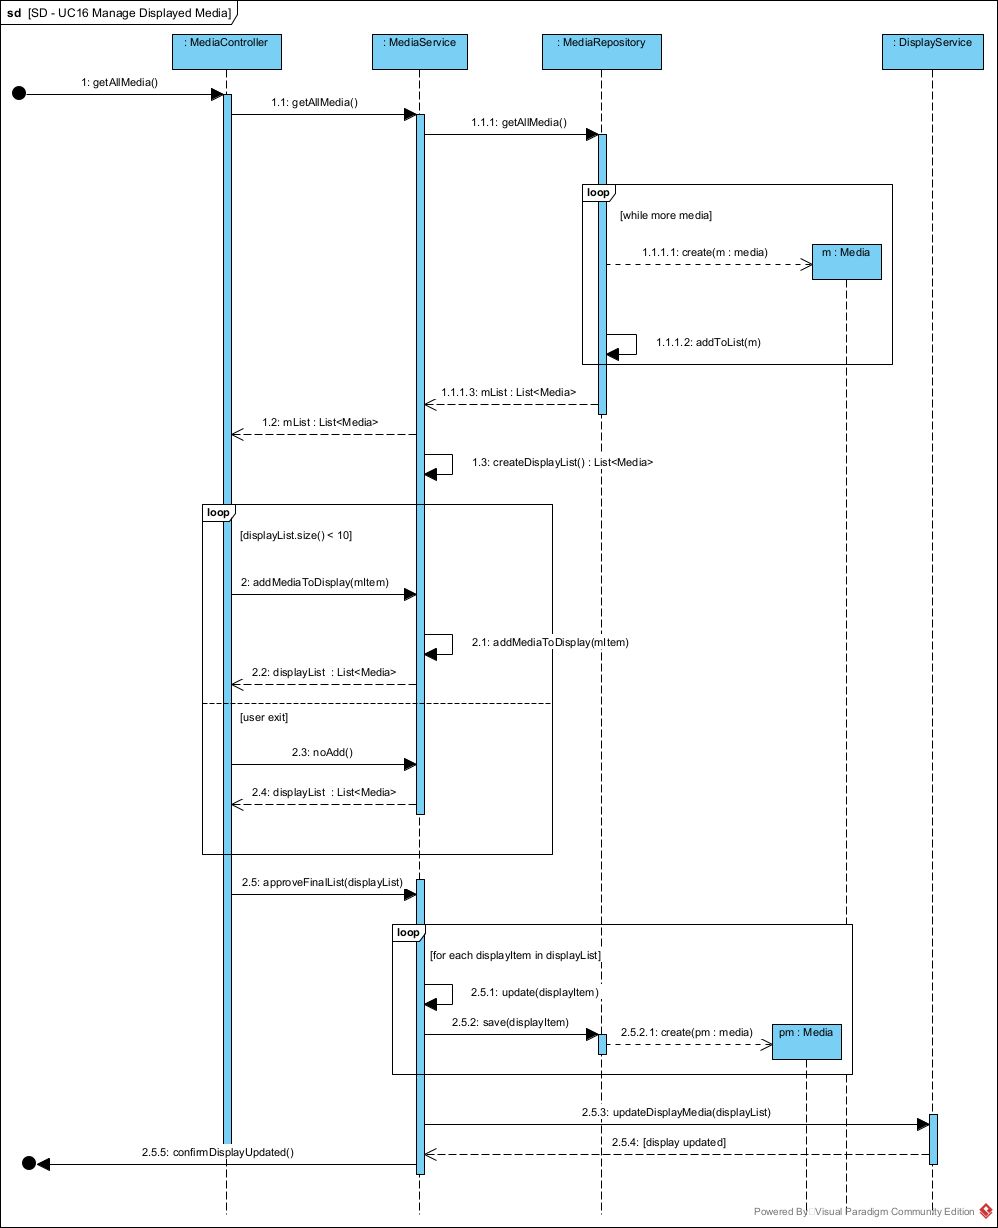 sd [SD - UC16 Manage Displayed Media]
: MediaController
: MediaService
: MediaRepository
: DisplayService
1: getAllMedia()
1.1: getAllMedia()
1.1.1: getAllMedia()
loop
[while more media]
1.1.1.1: create(m : media)
m : Media
1.1.1.2: addToList(m)
1.1.1.3: mList : List<Media>
1.2: mList : List<Media>
1.3: createDisplayList() : List<Media>
loop
[displayList.size() < 10]
2: addMediaToDisplay(mItem)
2.1: addMediaToDisplay(mItem)
2.2: displayList : List<Media>
[user exit]
2.3: noAdd()
2.4: displayList : List<Media>
2.5: approveFinalList(displayList)
loop
[for each displayItem in displayList]
2.5.1: update(displayItem)
2.5.2: save(displayItem)
2.5.2.1: create(pm : media)
pm : Media
2.5.3: updateDisplayMedia(displayList)
2.5.4: [display updated]
2.5.5: confirmDisplayUpdated()
Powered By Visual Paradigm Community Edition